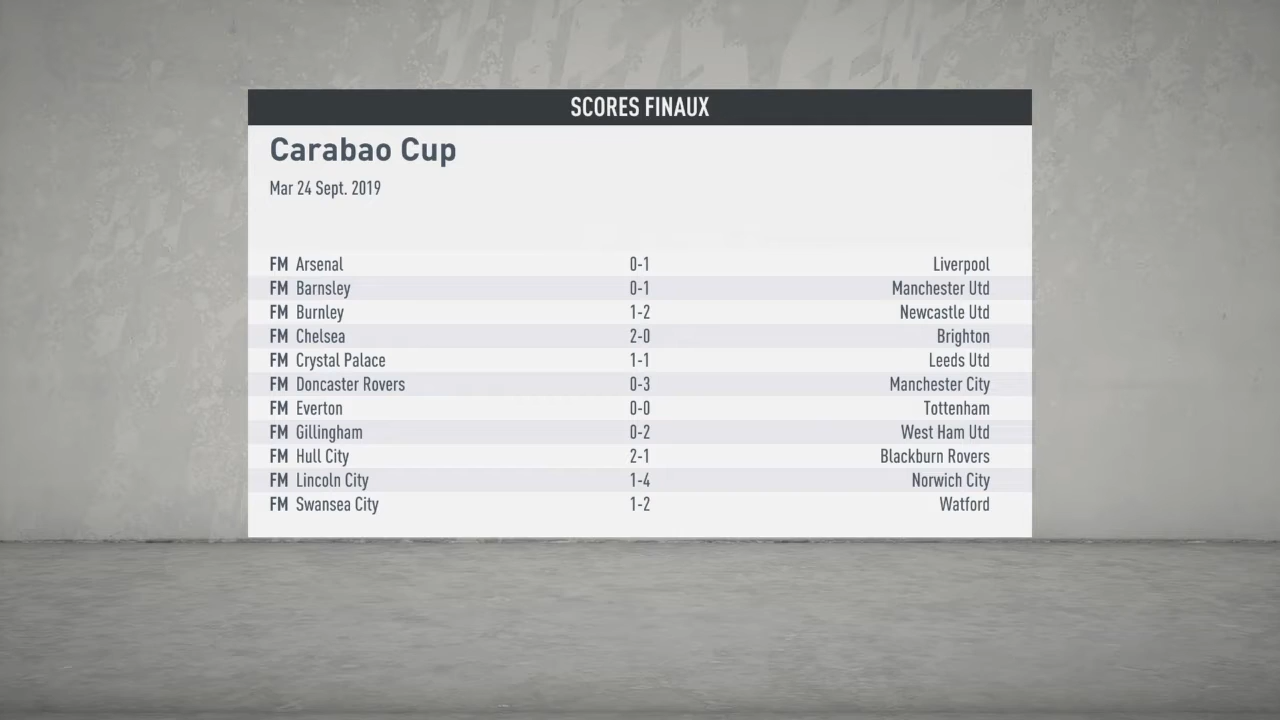 SCORES FINAUX
Carabao Cup
Mar 24 Sept. 2019
FM Arsenal 0-1 Liverpool
FM Barnsley 0-1 Manchester Utd
FM Burnley 1-2 Newcastle Utd
FM Chelsea 2-0 Brighton
FM Crystal Palace 1-1 Leeds Utd
FM Doncaster Rovers 0-3 Manchester City
FM Everton 0-0 Tottenham
FM Gillingham 0-2 West Ham Utd
FM Hull City 2-1 Blackburn Rovers
FM Lincoln City 1-4 Norwich City
FM Swansea City 1-2 Watford